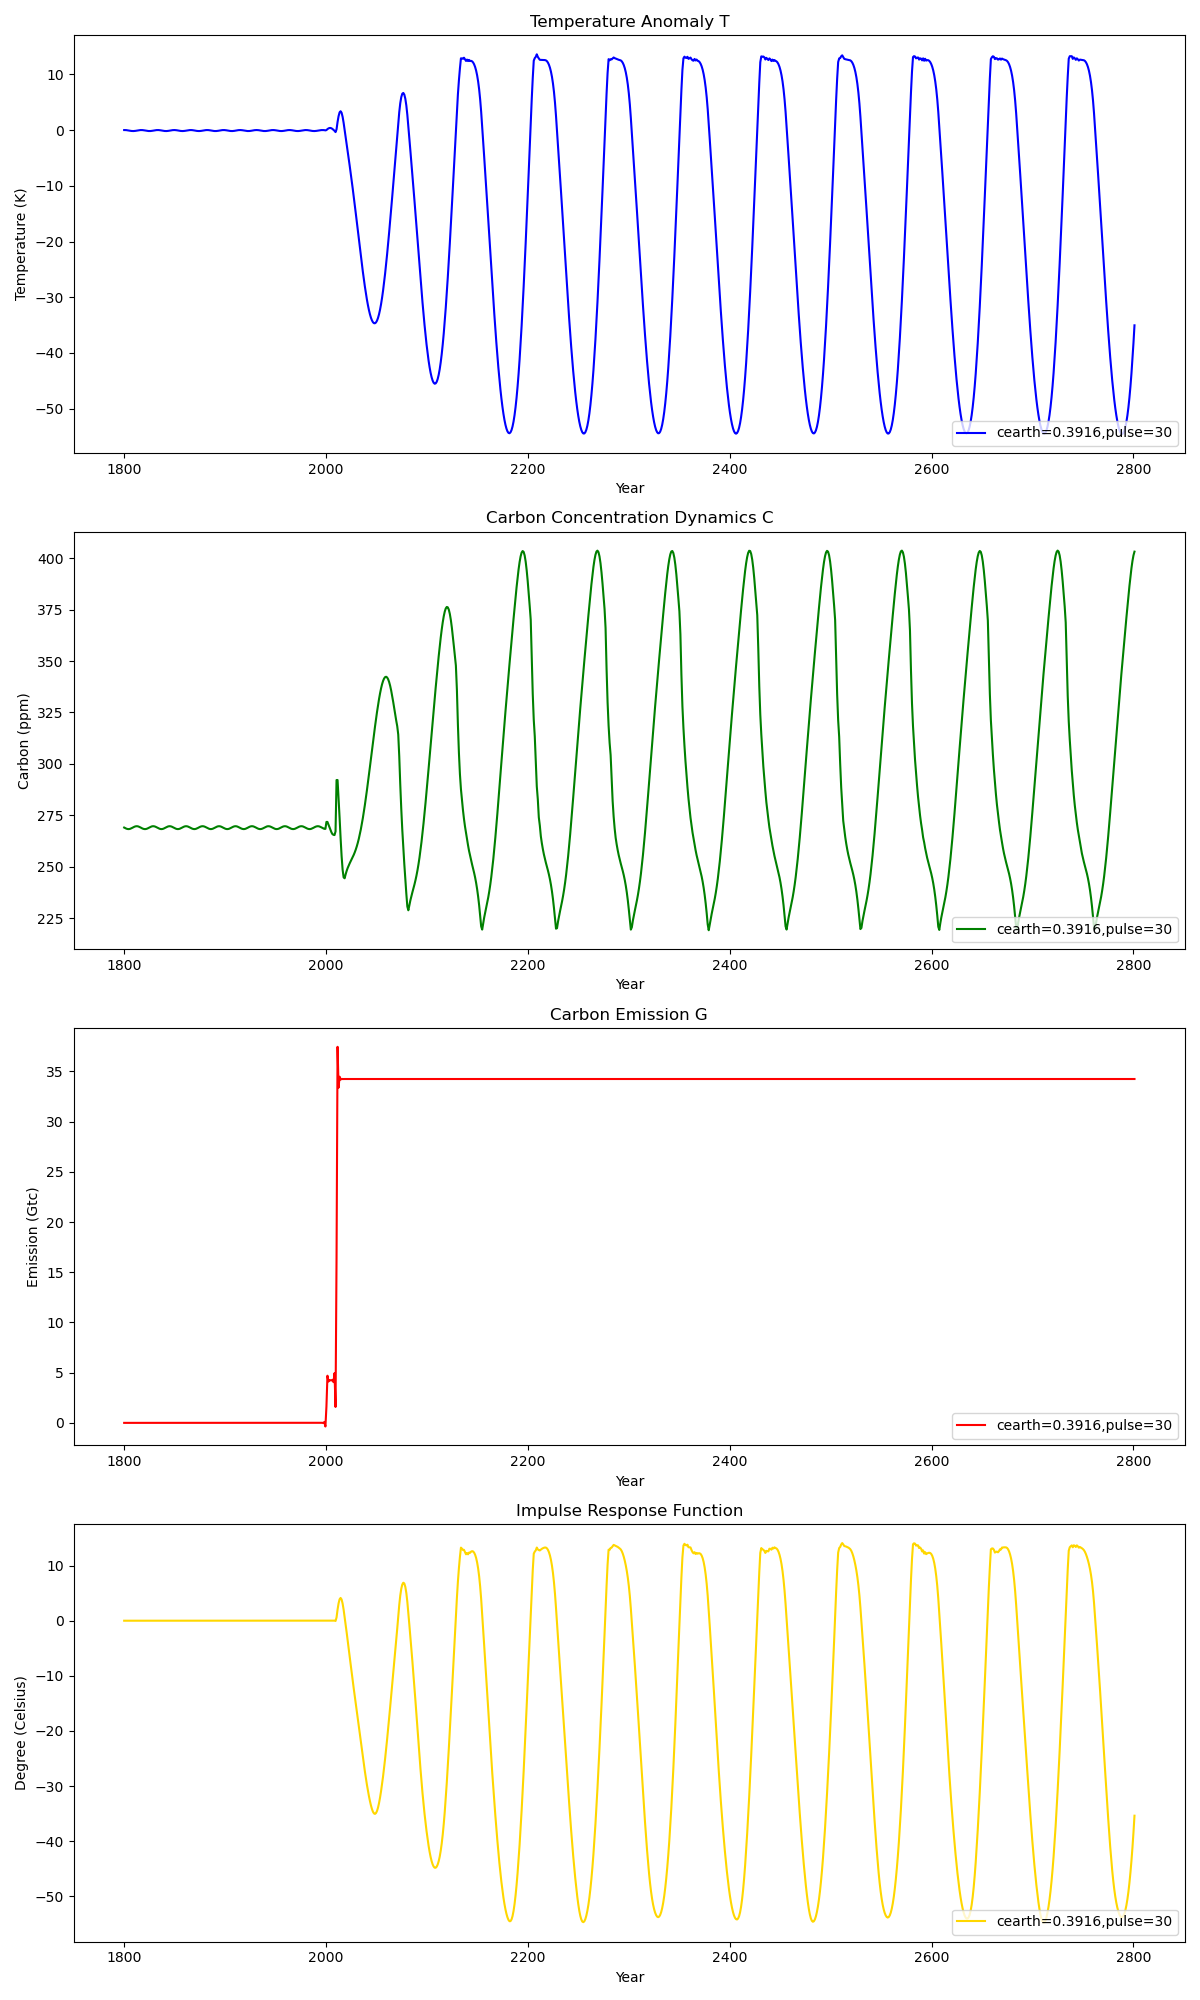 Temperature Anomaly T
10
0
−10
−20
−30
−40
−50
Temperature (K)
cearth=0.3916,pulse=30
1800 2000 2200 2400 2600 2800
Year
Carbon Concentration Dynamics C
400
375
350
325
300
275
250
225
Carbon (ppm)
cearth=0.3916,pulse=30
1800 2000 2200 2400 2600 2800
Year
Carbon Emission G
35
30
25
20
15
10
5
0
Emission (Gtc)
cearth=0.3916,pulse=30
1800 2000 2200 2400 2600 2800
Year
Impulse Response Function
10
0
−10
−20
−30
−40
−50
Degree (Celsius)
cearth=0.3916,pulse=30
1800 2000 2200 2400 2600 2800
Year